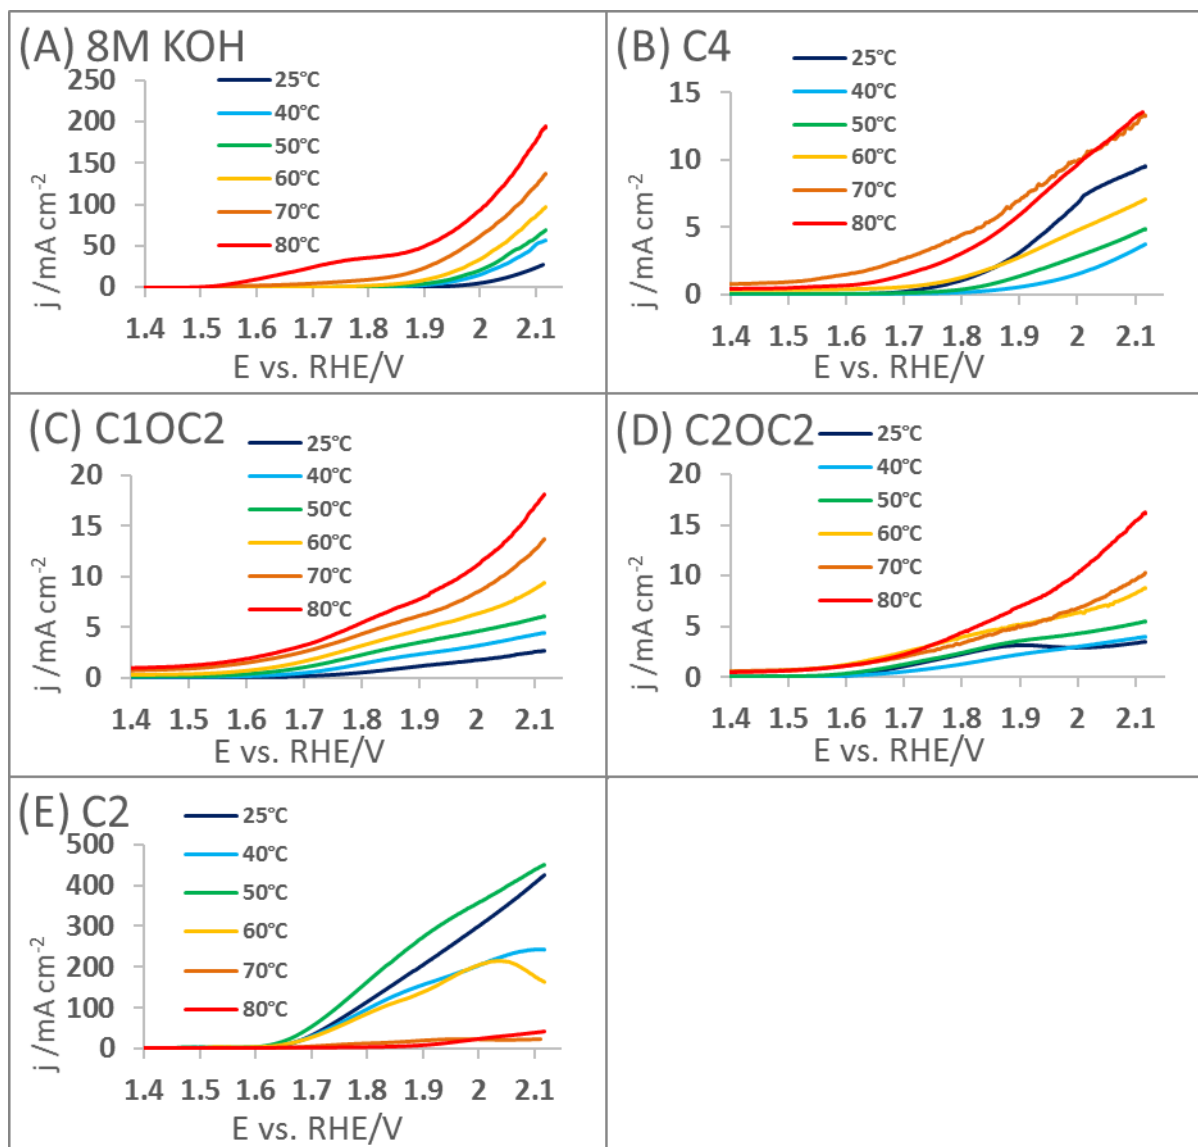 (A) 8M KOH
25°C
40°C
50°C
60°C
70°C
80°C
250
200
150
100
50
0
j /mA cm-2
1.4 1.5 1.6 1.7 1.8 1.9 2 2.1
E vs. RHE/V
(B) C4
25°C
40°C
50°C
60°C
70°C
80°C
15
10
5
0
j /mA cm-2
1.4 1.5 1.6 1.7 1.8 1.9 2 2.1
E vs. RHE/V
(C) C1OC2
25°C
40°C
50°C
60°C
70°C
80°C
20
15
10
5
0
j /mA cm-2
1.4 1.5 1.6 1.7 1.8 1.9 2 2.1
E vs. RHE/V
(D) C2OC2
25°C
40°C
50°C
60°C
70°C
80°C
20
15
10
5
0
j /mA cm-2
1.4 1.5 1.6 1.7 1.8 1.9 2 2.1
E vs. RHE/V
(E) C2
25°C
40°C
50°C
60°C
70°C
80°C
500
400
300
200
100
0
j /mA cm-2
1.4 1.5 1.6 1.7 1.8 1.9 2 2.1
E vs. RHE/V